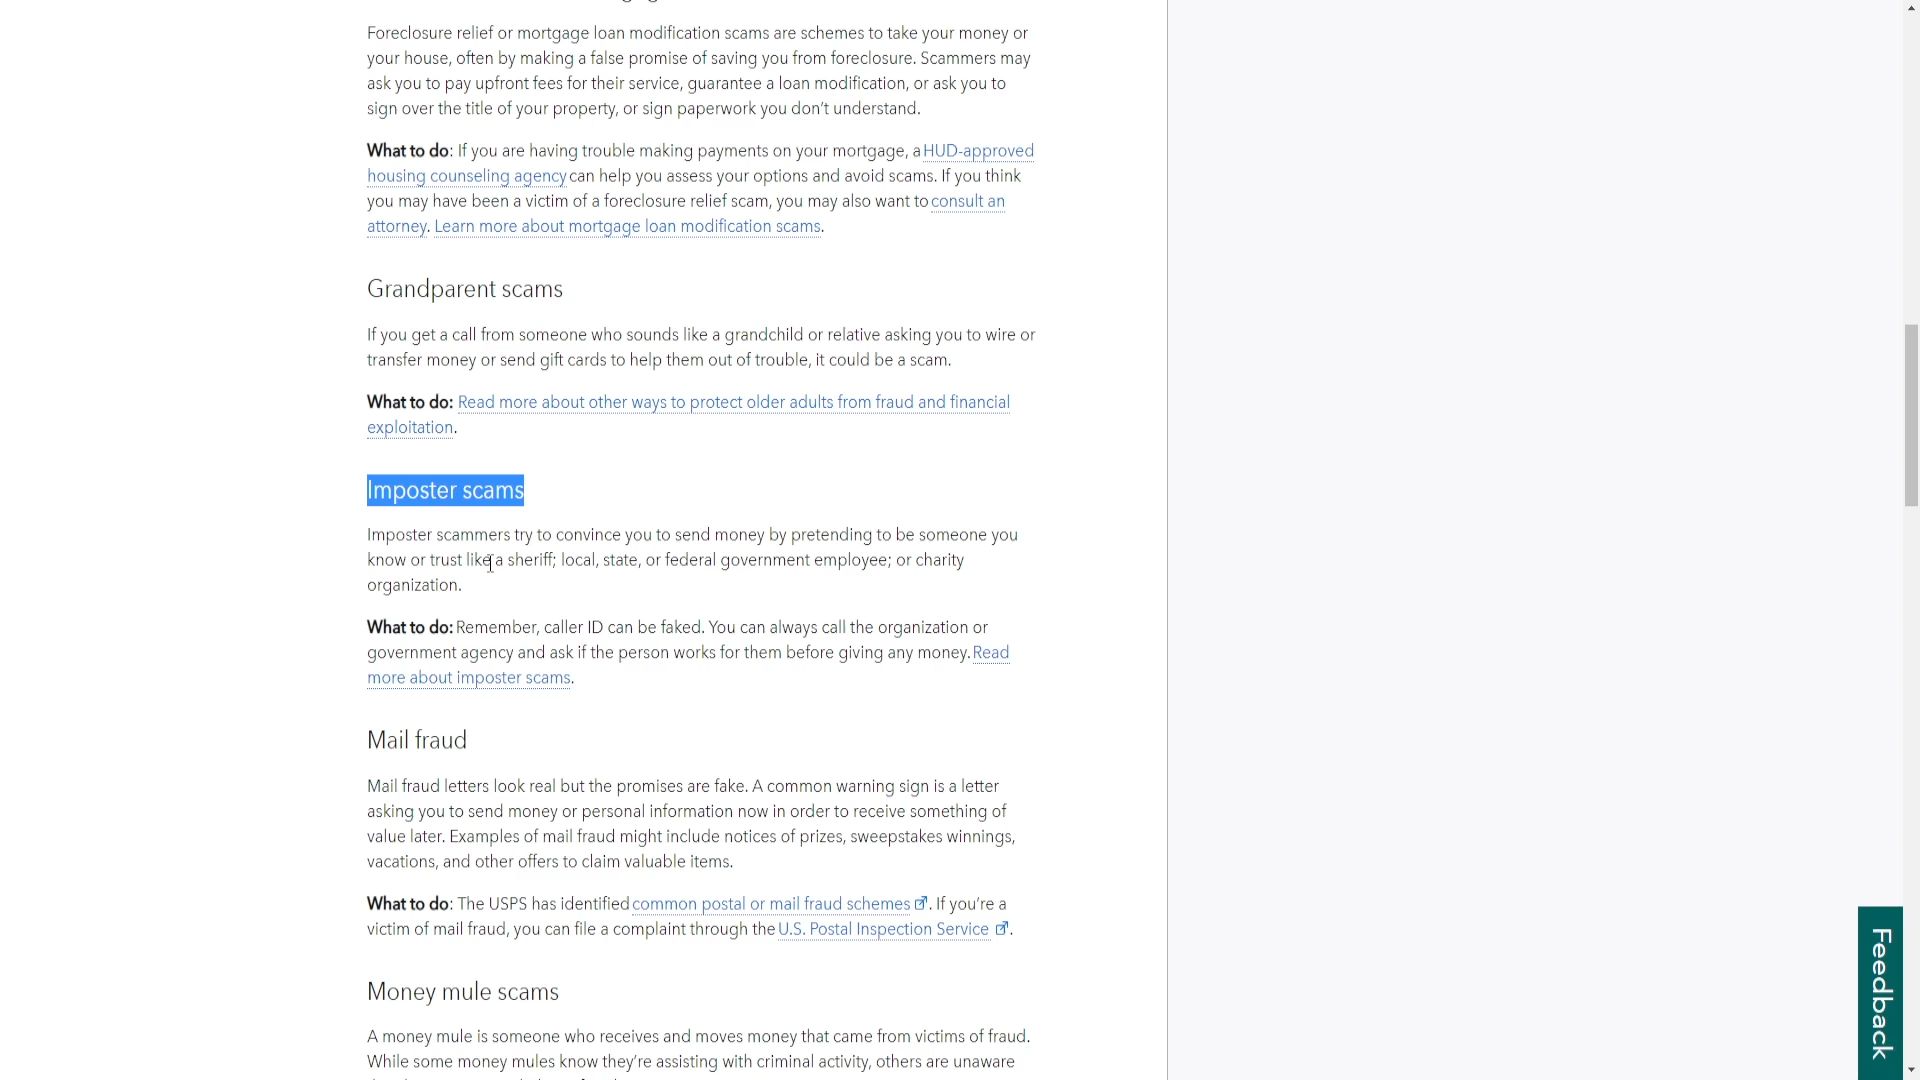 Foreclosure relief or mortgage loan modification scams are schemes to take your money or
your house, often by making a false promise of saving you from foreclosure. Scammers may
ask you to pay upfront fees for their service, guarantee a loan modification, or ask you to
sign over the title of your property, or sign paperwork you don’t understand.
What to do: If you are having trouble making payments on your mortgage, a HUD-approved
housing counseling agency can help you assess your options and avoid scams. If you think
you may have been a victim of a foreclosure relief scam, you may also want to consult an
attorney. Learn more about mortgage loan modification scams.
Grandparent scams
If you get a call from someone who sounds like a grandchild or relative asking you to wire or
transfer money or send gift cards to help them out of trouble, it could be a scam.
What to do: Read more about other ways to protect older adults from fraud and financial
exploitation.
Imposter scams
Imposter scammers try to convince you to send money by pretending to be someone you
know or trust like a sheriff; local, state, or federal government employee; or charity
organization.
What to do: Remember, caller ID can be faked. You can always call the organization or
government agency and ask if the person works for them before giving any money. Read
more about imposter scams.
Mail fraud
Mail fraud letters look real but the promises are fake. A common warning sign is a letter
asking you to send money or personal information now in order to receive something of
value later. Examples of mail fraud might include notices of prizes, sweepstakes winnings,
vacations, and other offers to claim valuable items.
What to do: The USPS has identified common postal or mail fraud schemes. If you’re a
victim of mail fraud, you can file a complaint through the U.S. Postal Inspection Service.
Money mule scams
A money mule is someone who receives and moves money that came from victims of fraud.
While some money mules know they’re assisting with criminal activity, others are unaware
Feedback